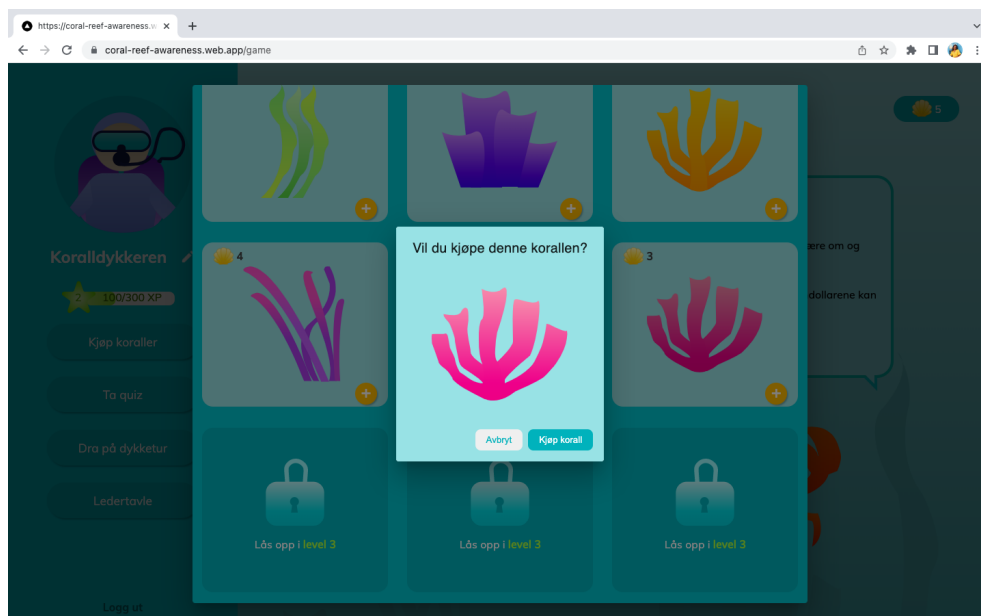 https://coral-reef-awareness.w
coral-reef-awareness.web.app/game
5
Koralldykkeren
2 100/300 XP
Kjøp koraller
Ta quiz
Dra på dykketur
Ledertavle
Logg ut
ære om og
dollarene kan
4
3
Vil du kjøpe denne korallen?
Avbryt Kjøp korall
Lås opp i level 3
Lås opp i level 3
Lås opp i level 3